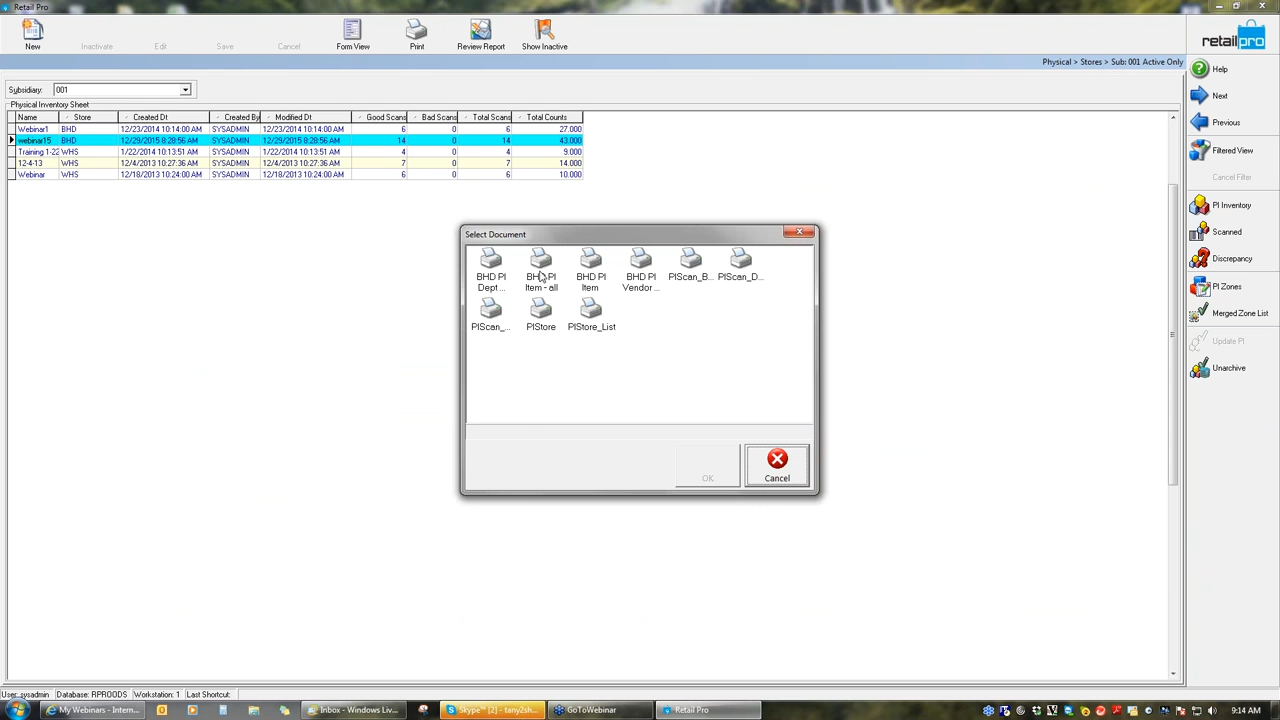 Retail Pro
New
Inactivate
Edit
Save
Cancel
Form View
Print
Review Report
Show Inactive
retailpro
Physical > Stores > Sub: 001 Active Only
Subsidiary: 001
Physical Inventory Sheet
Name Store Created Dt Created By Modified Dt Good Scans Bad Scans Total Scans Total Counts
Webinar1 BHD 12/23/2014 10:14:00 AM SYSADMIN 12/23/2014 10:14:00 AM 6 0 6 27.000
webinar15 BHD 12/29/2015 8:28:56 AM SYSADMIN 12/29/2015 8:28:56 AM 14 0 14 43.000
Training 1-22 WHS 1/22/2014 10:13:51 AM SYSADMIN 1/22/2014 10:13:51 AM 4 0 4 9.000
12-4-13 WHS 12/4/2013 10:27:36 AM SYSADMIN 12/4/2013 10:27:36 AM 7 0 7 14.000
Webinar WHS 12/18/2013 10:24:00 AM SYSADMIN 12/18/2013 10:24:00 AM 6 0 6 10.000
Select Document
BHD PI
Dept ...
BHD PI
Item - all
BHD PI
Item
BHD PI
Vendor ...
PIScan_B...
PIScan_D...
PIScan_...
PIStore
PIStore_List
OK
Cancel
Help
Next
Previous
Filtered View
Cancel Filter
PI Inventory
Scanned
Discrepancy
PI Zones
Merged Zone List
Update PI
Unarchive
User: sysadmin Database: RPROODS Workstation: 1 Last Shortcut:
My Webinars - Intern...
Inbox - Windows Liv...
Skype™ [2] - tany2sh...
GoToWebinar
Retail Pro
9:14 AM